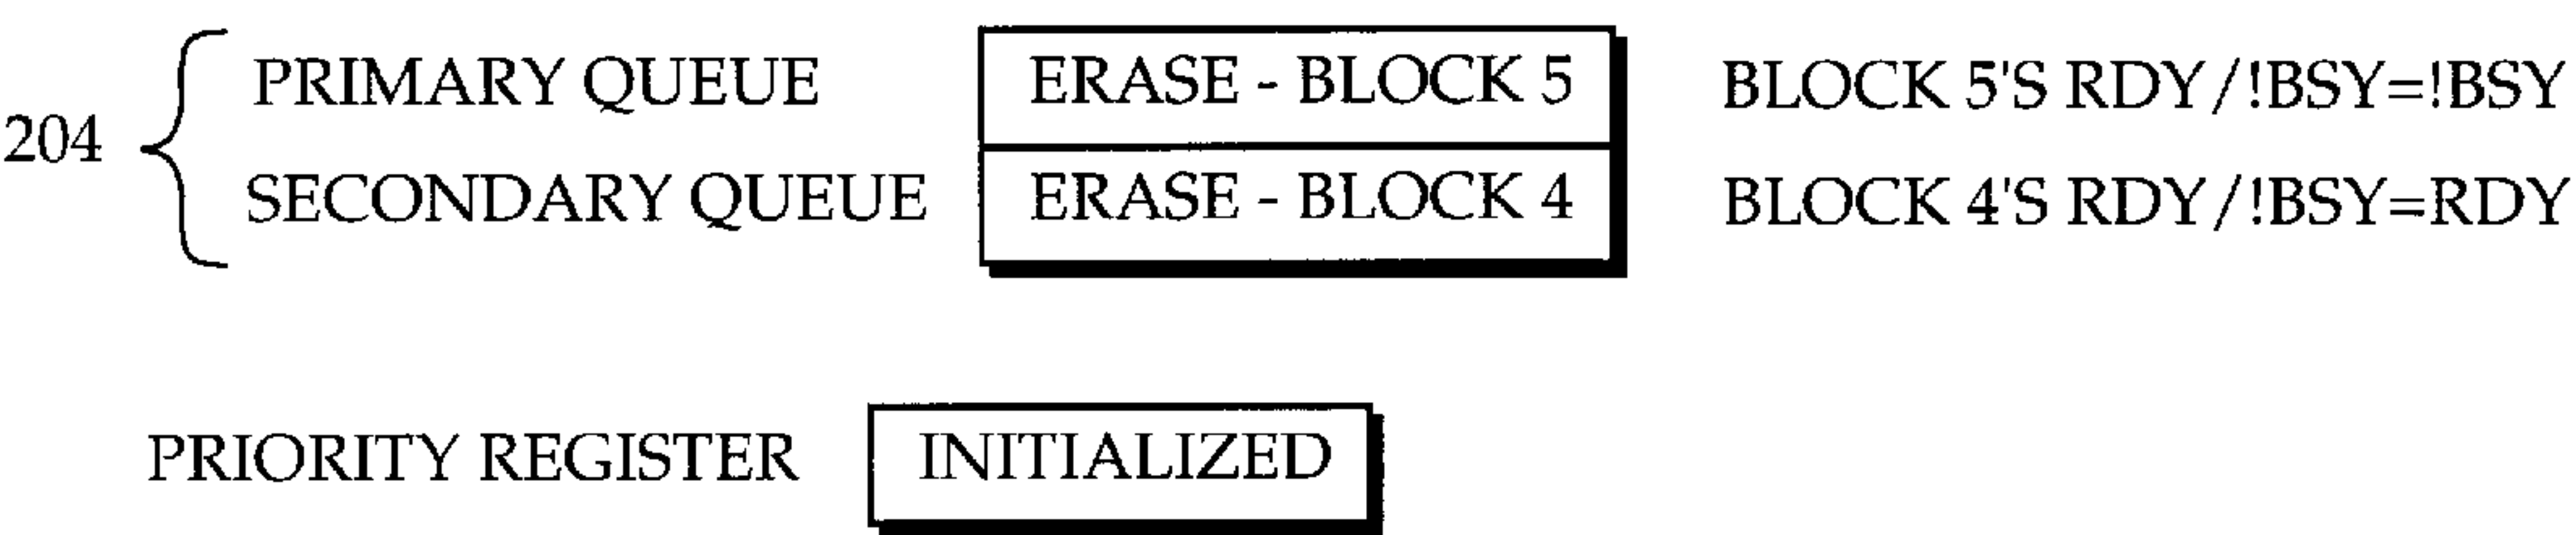 PRIMARY QUEUE ERASE - BLOCK 5 BLOCK 5'S RDY/!BSY=!BSY
204
SECONDARY QUEUE ERASE - BLOCK 4 BLOCK 4'S RDY/!BSY=RDY
PRIORITY REGISTER INITIALIZED